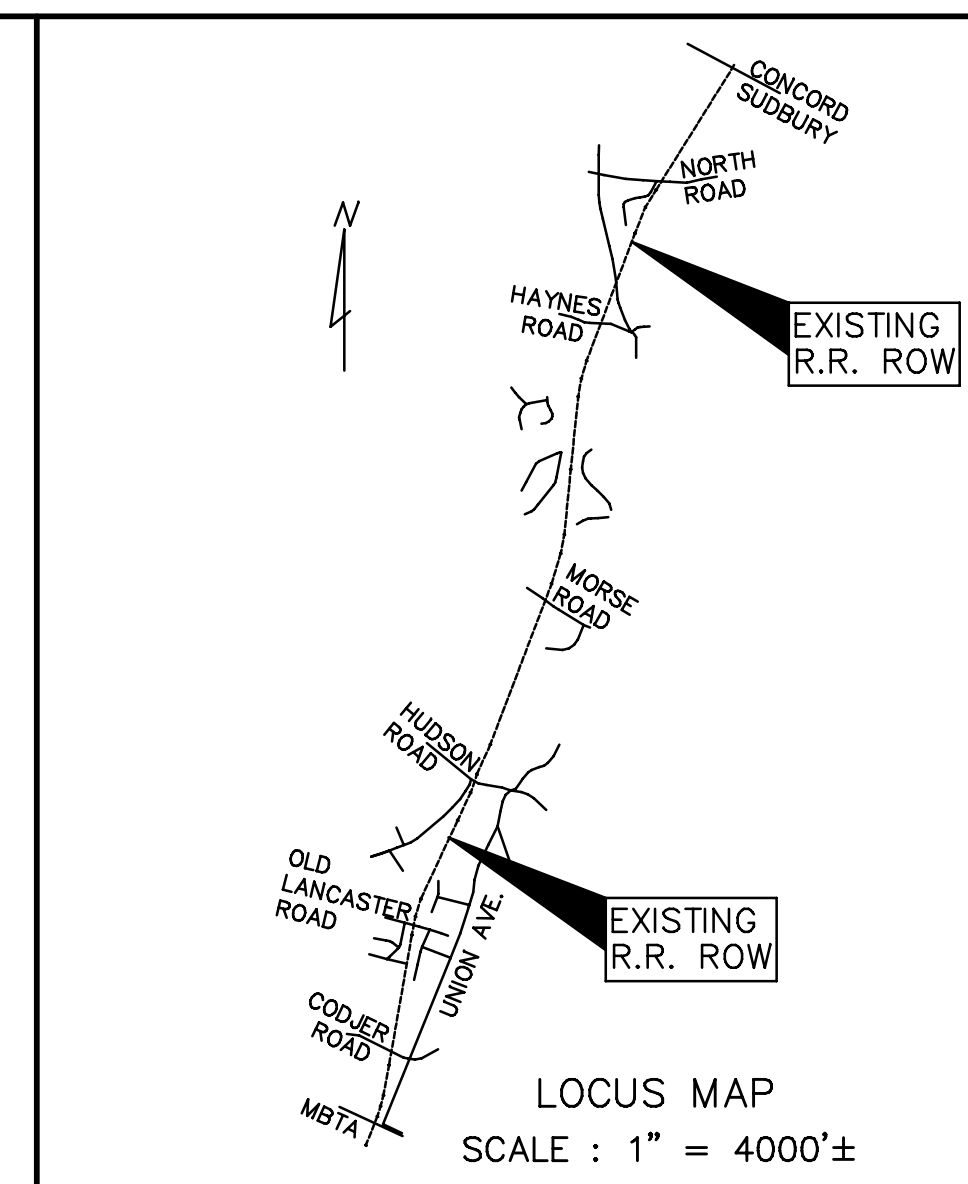 CONCORD
SUDBURY
NORTH
ROAD
N
HAYNES
ROAD
EXISTING
R.R. ROW
MORSE
ROAD
HUDSON
ROAD
OLD
LANCASTER
ROAD
UNION AVE.
EXISTING
R.R. ROW
CODJER
ROAD
MBTA
LOCUS MAP
SCALE : 1" = 4000'±